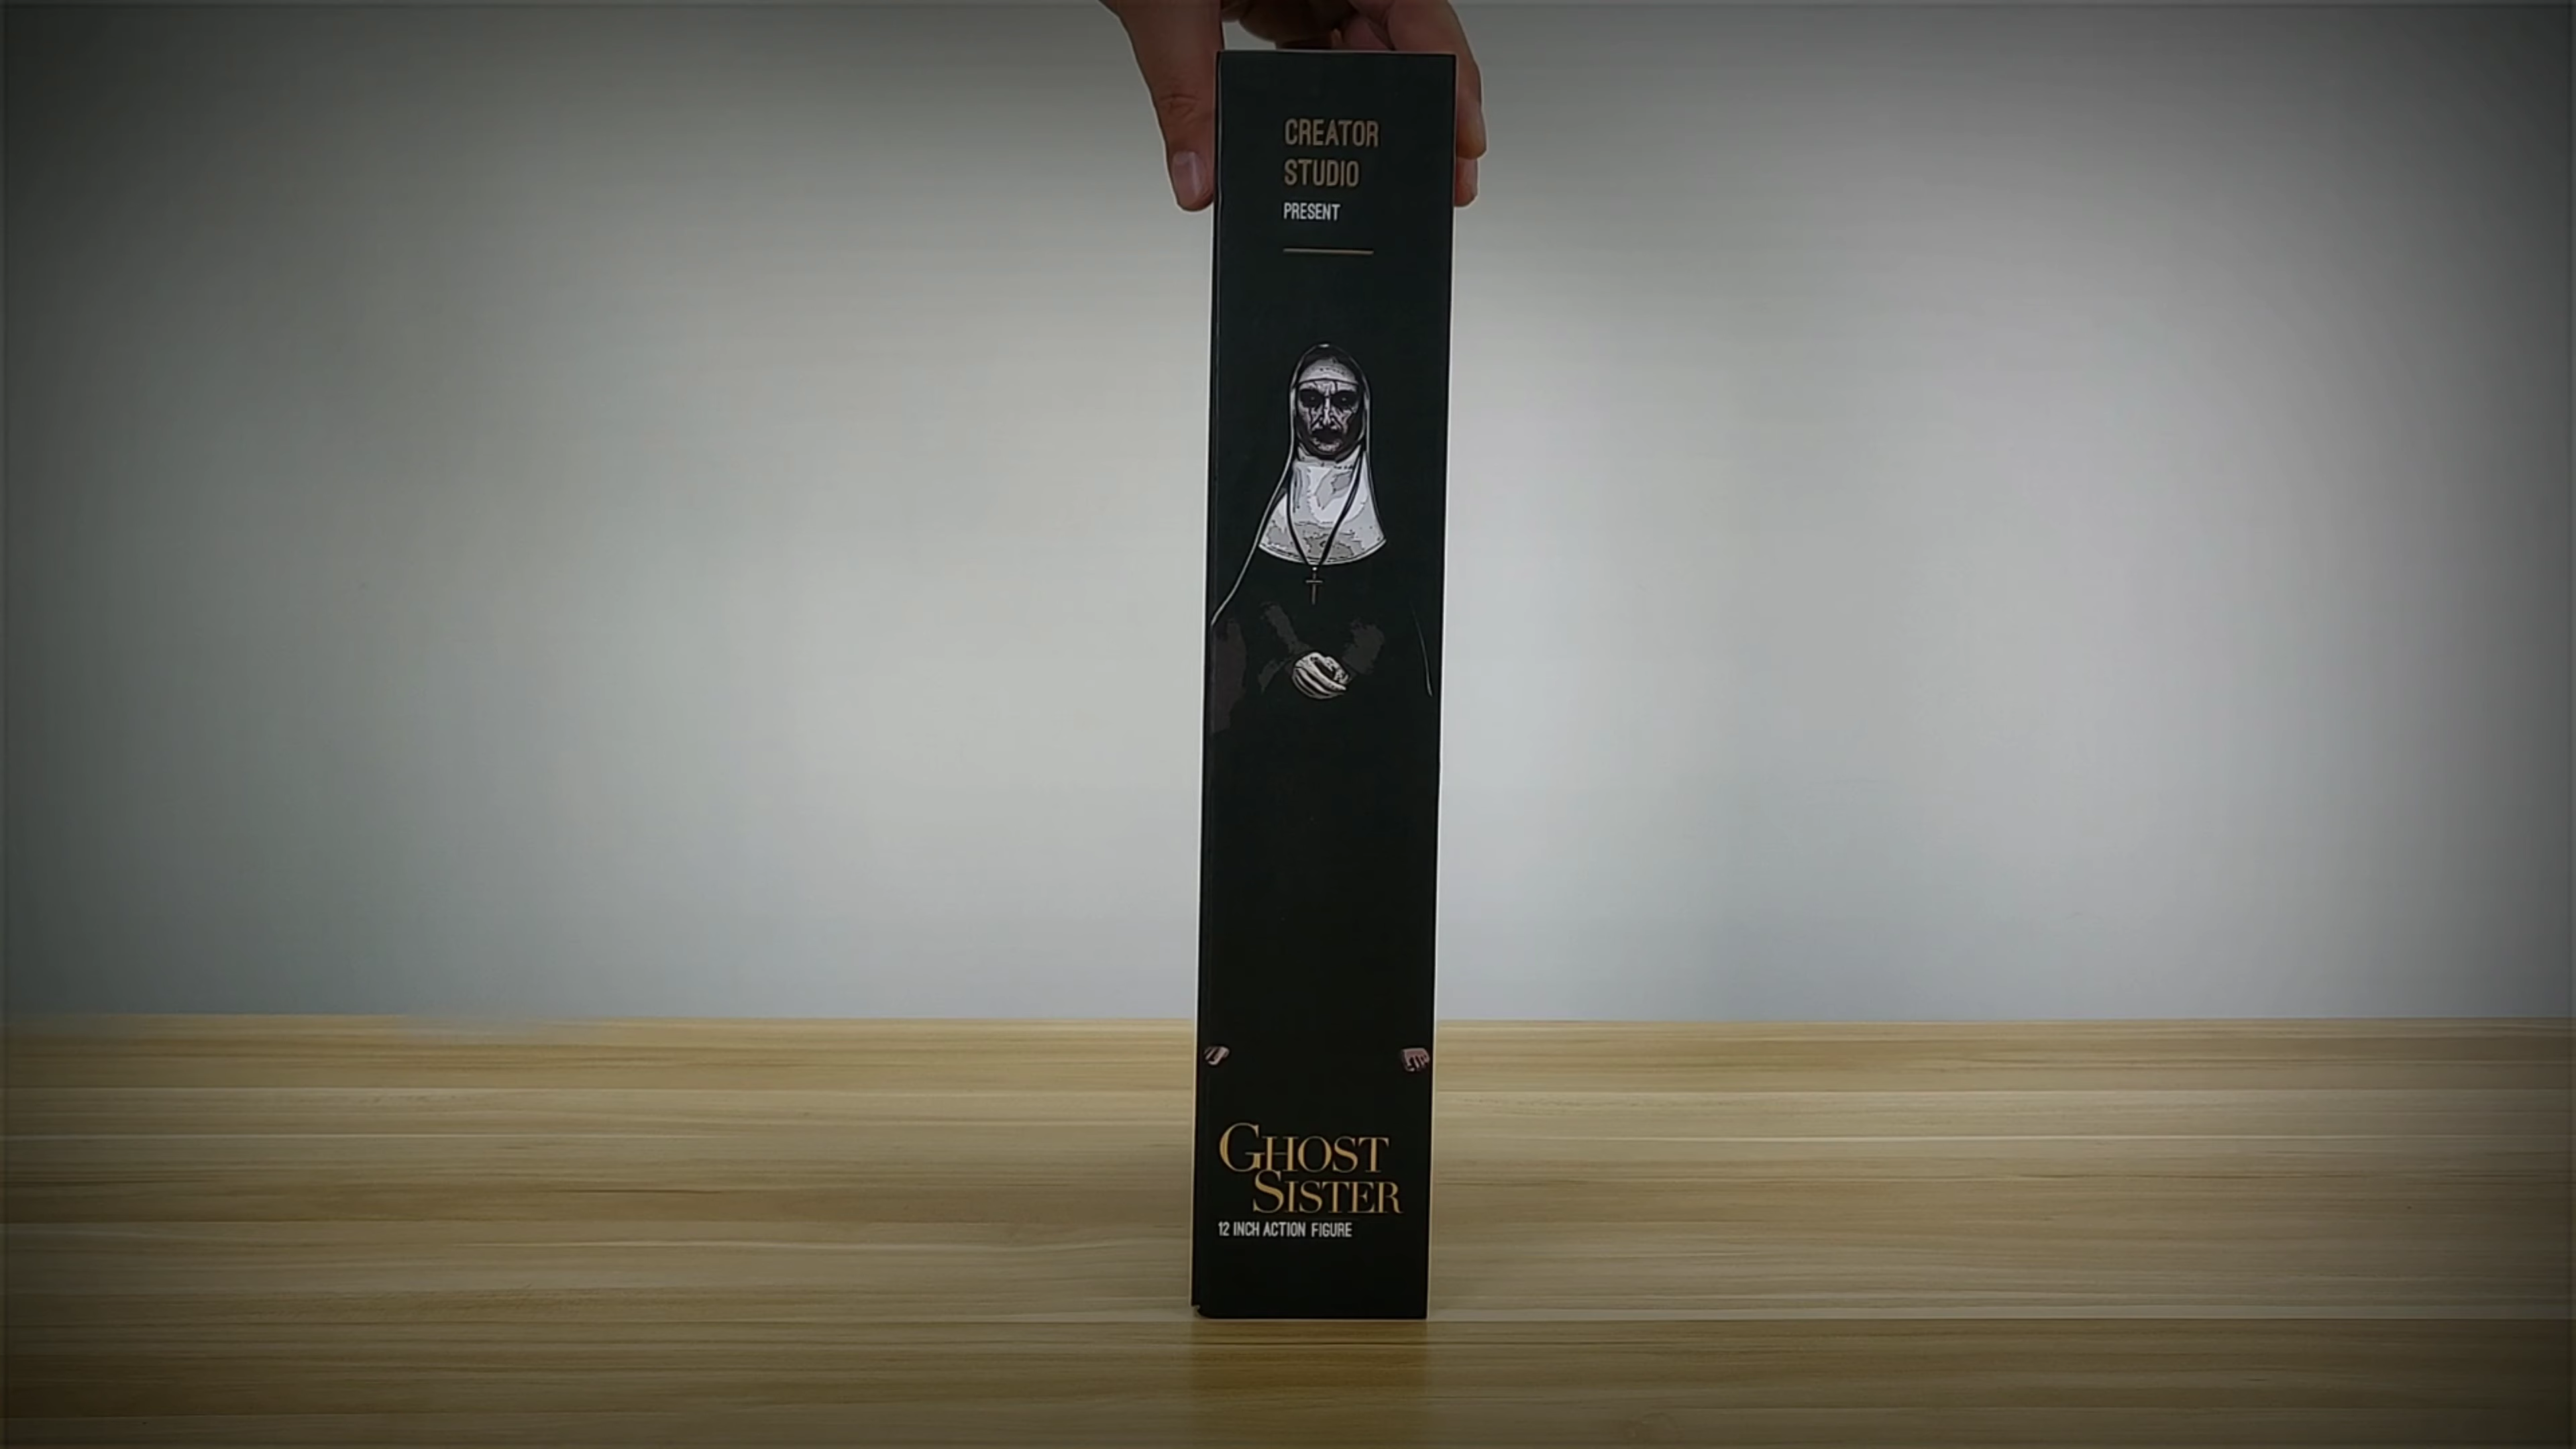 CREATOR
STUDIO
PRESENT
GHOST
SISTER
12 INCH ACTION FIGURE